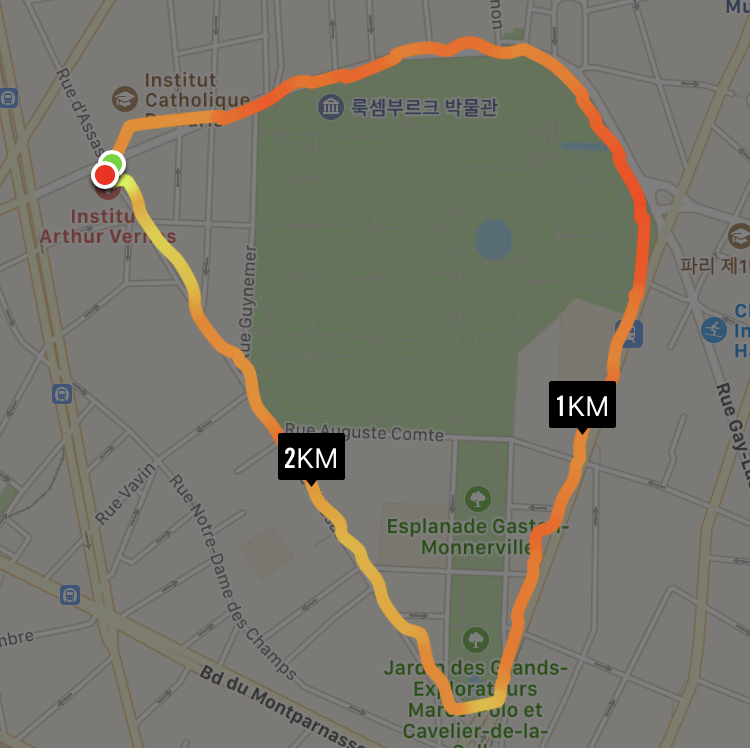 Rue d'Assas
Institut
Catholique
룩셈부르크 박물관
Institu
Arthur Vernes
Rue Guynemer
파리 제1
1KM
Rue Auguste Comte
2KM
Rue Vavin
Rue-Notre-Dame des Champs
Esplanade Gaston-
Monnerville
Rue Gay-Lu
Jardin des Grands-
Explorateurs
Marco Polo et
Cavelier-de-la-
Bd du Montparnasse